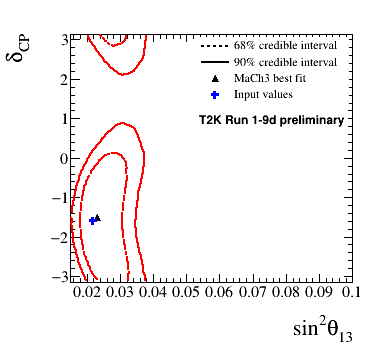 δCP
68% credible interval
90% credible interval
MaCh3 best fit
Input values
T2K Run 1-9d preliminary
3
2
1
0
−1
−2
−3
0.02 0.03 0.04 0.05 0.06 0.07 0.08 0.09 0.1
sin²θ13